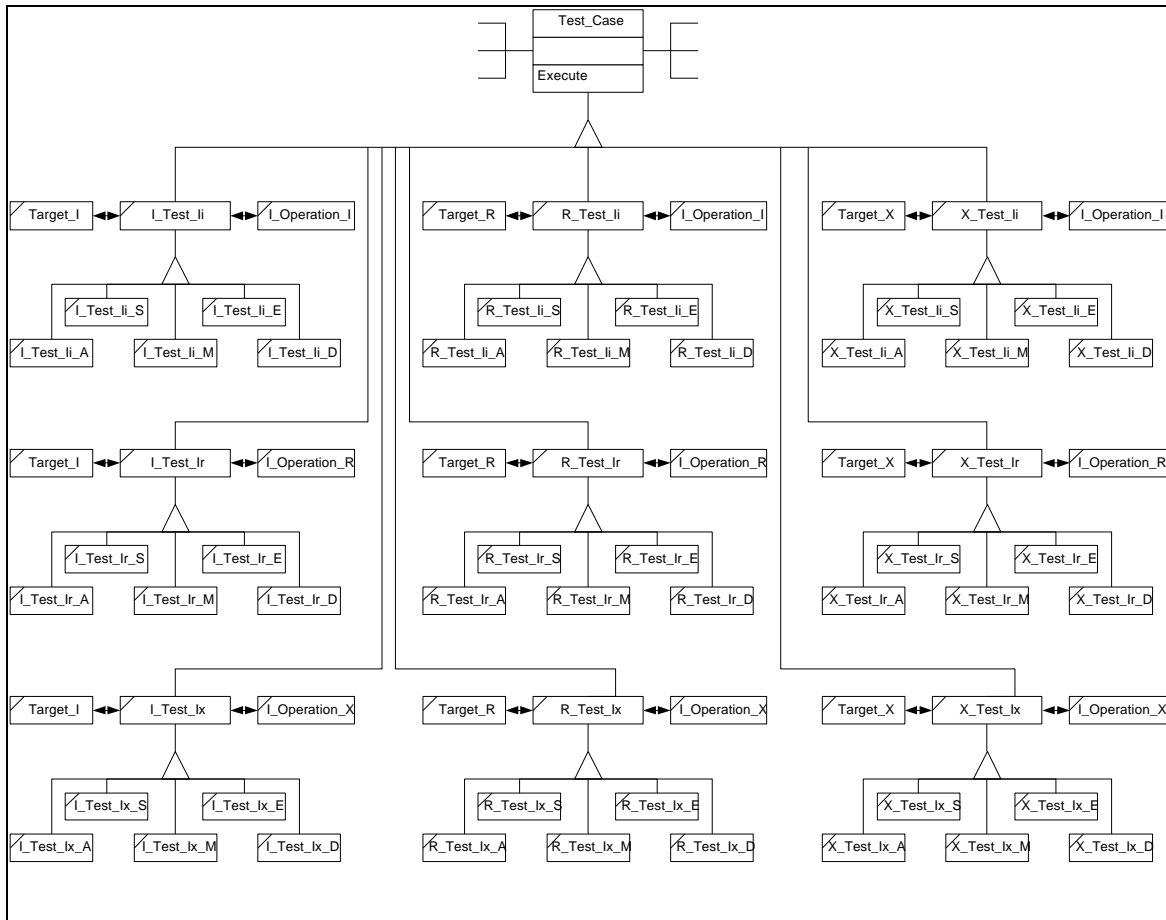 Test_Case
Execute
Target_I I_Test_Ii I_Operation_I Target_R R_Test_Ii I_Operation_I Target_X X_Test_Ii I_Operation_I
I_Test_Ii_S I_Test_Ii_E R_Test_Ii_S R_Test_Ii_E X_Test_Ii_S X_Test_Ii_E
I_Test_Ii_A I_Test_Ii_M I_Test_Ii_D R_Test_Ii_A R_Test_Ii_M R_Test_Ii_D X_Test_Ii_A X_Test_Ii_M X_Test_Ii_D
Target_I I_Test_Ir I_Operation_R Target_R R_Test_Ir I_Operation_R Target_X X_Test_Ir I_Operation_R
I_Test_Ir_S I_Test_Ir_E R_Test_Ir_S R_Test_Ir_E X_Test_Ir_S X_Test_Ir_E
I_Test_Ir_A I_Test_Ir_M I_Test_Ir_D R_Test_Ir_A R_Test_Ir_M R_Test_Ir_D X_Test_Ir_A X_Test_Ir_M X_Test_Ir_D
Target_I I_Test_Ix I_Operation_X Target_R R_Test_Ix I_Operation_X Target_X X_Test_Ix I_Operation_X
I_Test_Ix_S I_Test_Ix_E R_Test_Ix_S R_Test_Ix_E X_Test_Ix_S X_Test_Ix_E
I_Test_Ix_A I_Test_Ix_M I_Test_Ix_D R_Test_Ix_A R_Test_Ix_M R_Test_Ix_D X_Test_Ix_A X_Test_Ix_M X_Test_Ix_D